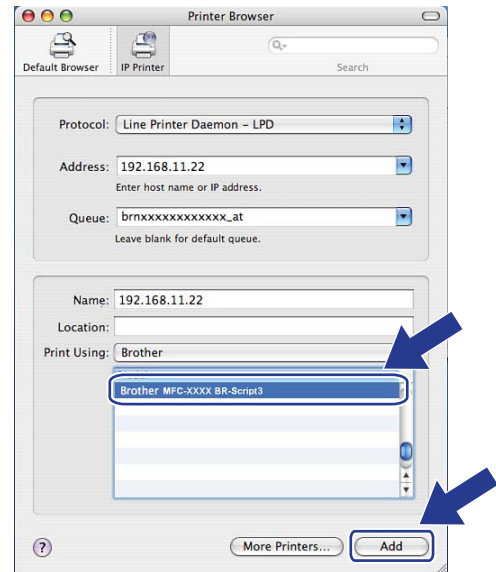 Printer Browser
Default Browser
IP Printer
Q
Search
Protocol: Line Printer Daemon – LPD
Address: 192.168.11.22
Enter host name or IP address.
Queue: brnxxxxxxxxxxxx_at
Leave blank for default queue.
Name: 192.168.11.22
Location:
Print Using: Brother
Brother MFC-XXXX BR-Script3
? More Printers... Add